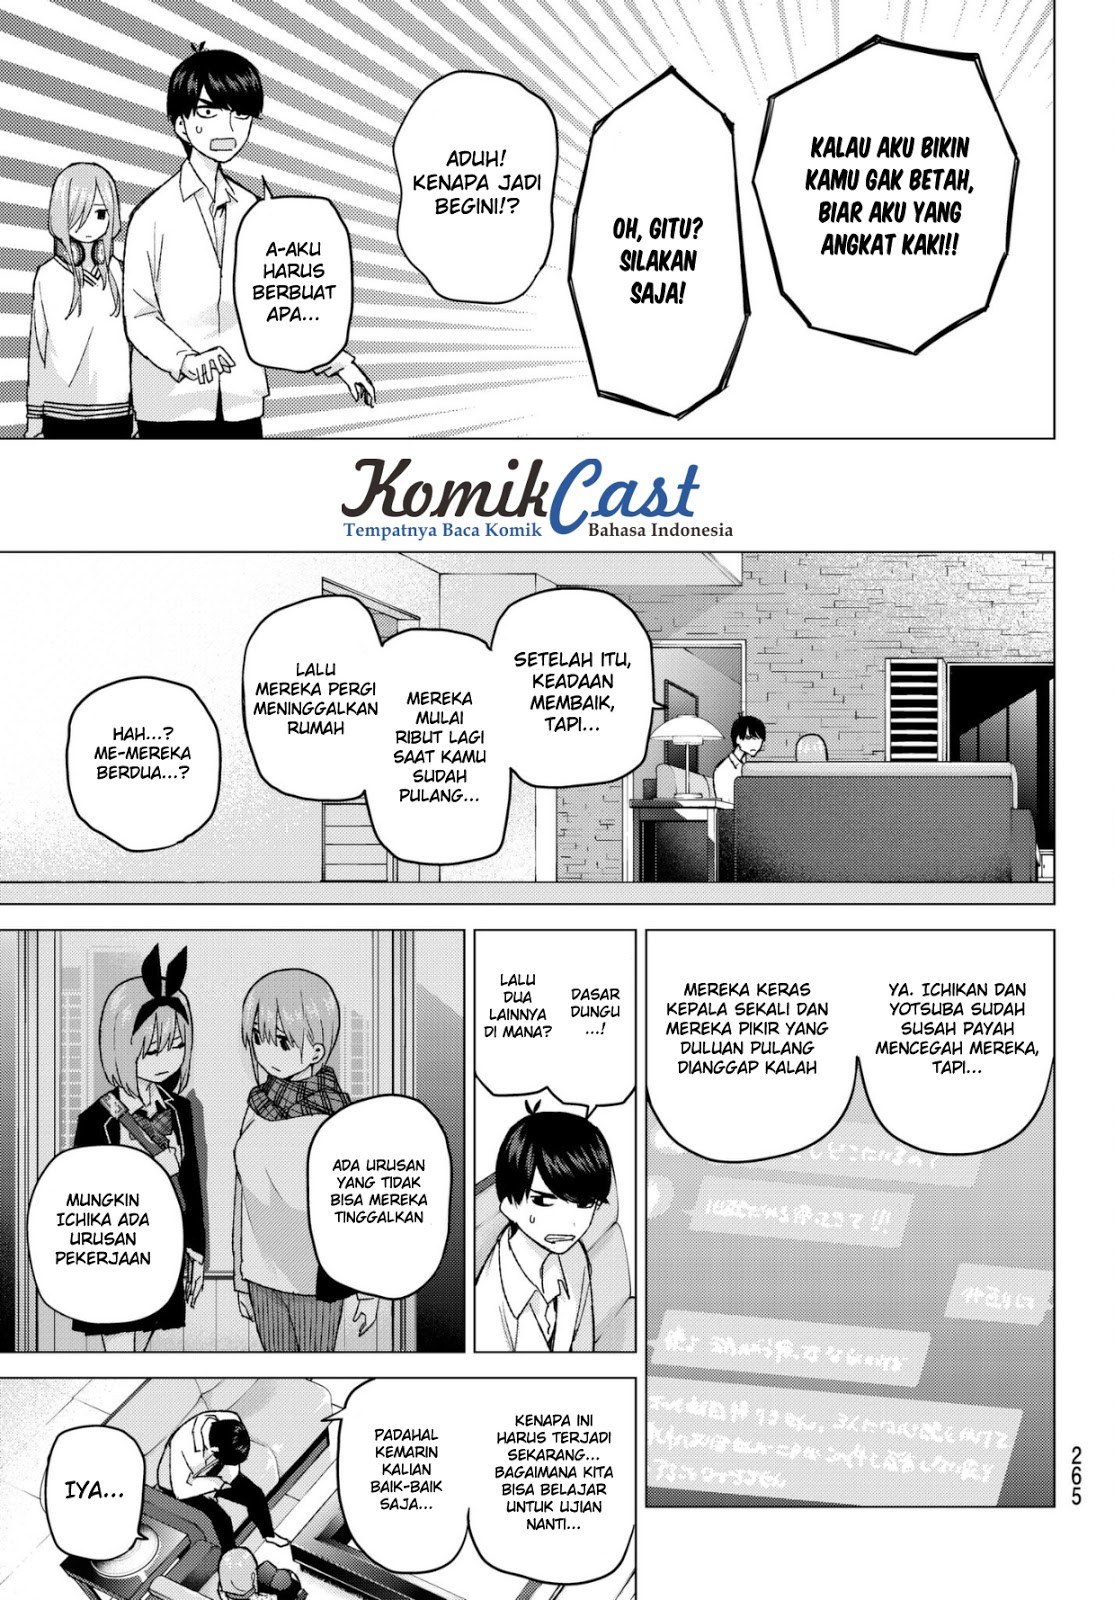 KALAU AKU BIKIN
KAMU GAK BETAH,
BIAR AKU YANG
ANGKAT KAKI!!
OH, GITU?
SILAKAN
SAJA!
ADUH!
KENAPA JADI
BEGINI!?
A-AKU
HARUS
BERBUAT
APA...
KomikCast
Tempatnya Baca Komik Bahasa Indonesia
SETELAH ITU,
KEADAAN
MEMBAIK,
TAPI...
MEREKA
MULAI
RIBUT LAGI
SAAT KAMU
SUDAH
PULANG...
LALU
MEREKA PERGI
MENINGGALKAN
RUMAH
HAH...?
ME-MEREKA
BERDUA...?
YA. ICHIKAN DAN
YOTSUBA SUDAH
SUSAH PAYAH
MENCEGAH MEREKA,
TAPI...
MEREKA KERAS
KEPALA SEKALI DAN
MEREKA PIKIR YANG
DULUAN PULANG
DIANGGAP KALAH
DASAR
DUNGU
...!
LALU
DUA
LAINNYA
DI MANA?
ADA URUSAN
YANG TIDAK
BISA MEREKA
TINGGALKAN
MUNGKIN
ICHIKA ADA
URUSAN
PEKERJAAN
KENAPA INI
HARUS TERJADI
SEKARANG...
BAGAIMANA KITA
BISA BELAJAR
UNTUK UJIAN
NANTI...
PADAHAL
KEMARIN
KALIAN
BAIK-BAIK
SAJA...
IYA...
265